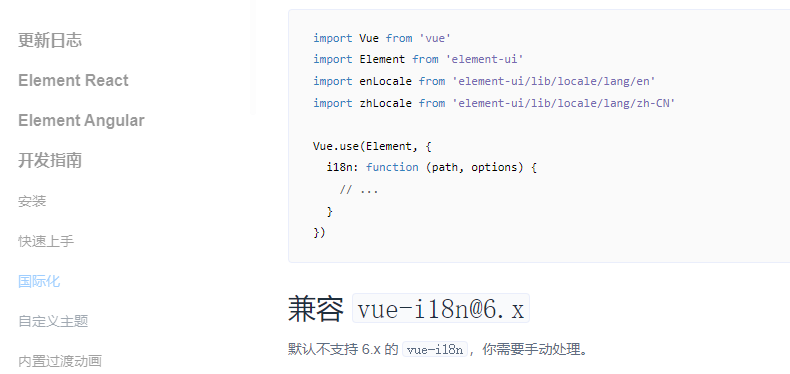 更新日志
Element React
Element Angular
开发指南
安装
快速上手
国际化
自定义主题
内置过渡动画
import Vue from 'vue'
import Element from 'element-ui'
import enLocale from 'element-ui/lib/locale/lang/en'
import zhLocale from 'element-ui/lib/locale/lang/zh-CN'
Vue.use(Element, {
  i18n: function (path, options) {
    // ...
  }
})
兼容 vue-i18n@6.x
默认不支持 6.x 的 vue-i18n，你需要手动处理。